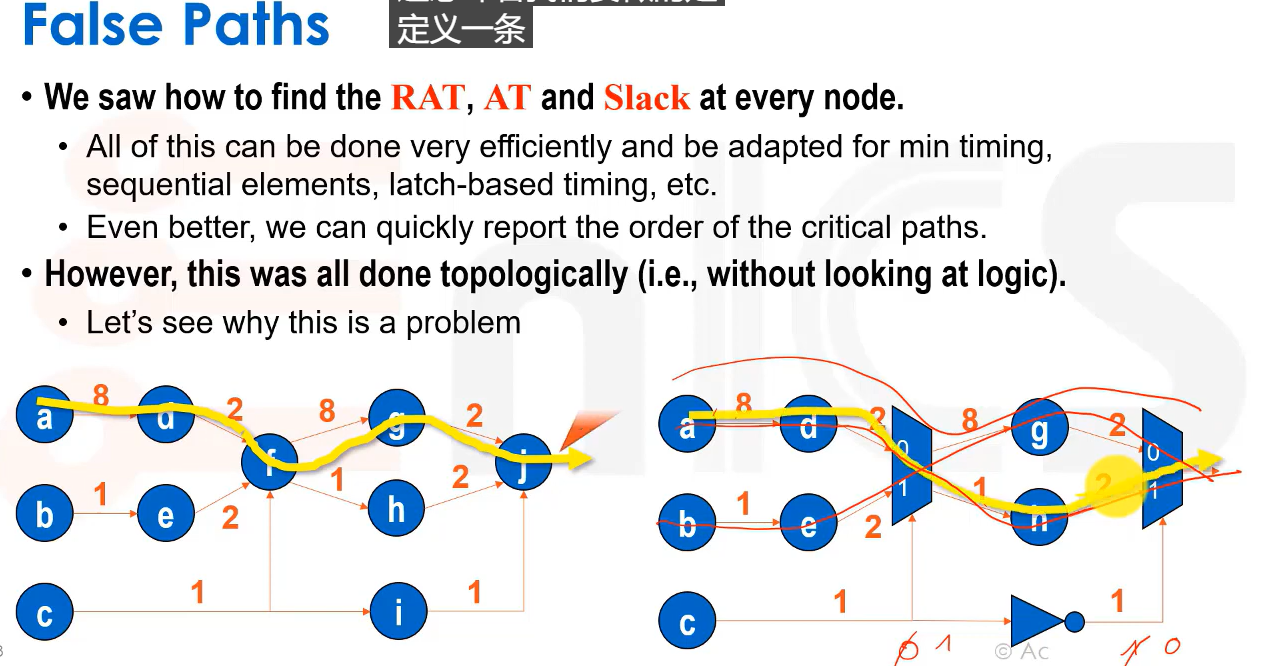 False Paths
定义一条
• We saw how to find the RAT, AT and Slack at every node.
• All of this can be done very efficiently and be adapted for min timing,
sequential elements, latch-based timing, etc.
• Even better, we can quickly report the order of the critical paths.
• However, this was all done topologically (i.e., without looking at logic).
• Let's see why this is a problem
a 8 d 2 8 g 2
f j
b 1 e 2 1 h 2
c 1 i 1
a 8 d 2 8 g 2
0 0
b 1 e 2 1 1 h 2 1
c 1 1
0 1 1 0
© Ac